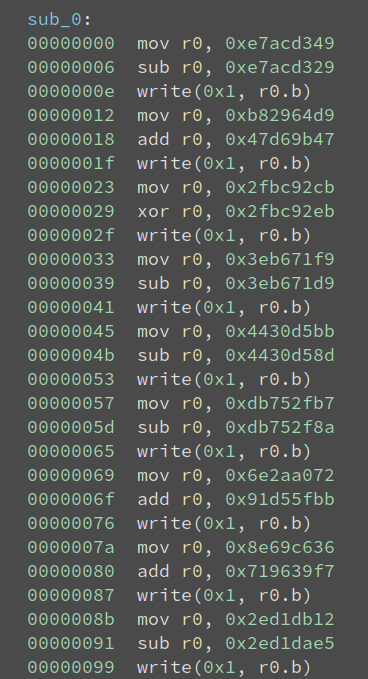 sub_0:
00000000 mov r0, 0xe7acd349
00000006 sub r0, 0xe7acd329
0000000e write(0x1, r0.b)
00000012 mov r0, 0xb82964d9
00000018 add r0, 0x47d69b47
0000001f write(0x1, r0.b)
00000023 mov r0, 0x2fbc92cb
00000029 xor r0, 0x2fbc92eb
0000002f write(0x1, r0.b)
00000033 mov r0, 0x3eb671f9
00000039 sub r0, 0x3eb671d9
00000041 write(0x1, r0.b)
00000045 mov r0, 0x4430d5bb
0000004b sub r0, 0x4430d58d
00000053 write(0x1, r0.b)
00000057 mov r0, 0xdb752fb7
0000005d sub r0, 0xdb752f8a
00000065 write(0x1, r0.b)
00000069 mov r0, 0x6e2aa072
0000006f add r0, 0x91d55fbb
00000076 write(0x1, r0.b)
0000007a mov r0, 0x8e69c636
00000080 add r0, 0x719639f7
00000087 write(0x1, r0.b)
0000008b mov r0, 0x2ed1db12
00000091 sub r0, 0x2ed1dae5
00000099 write(0x1, r0.b)